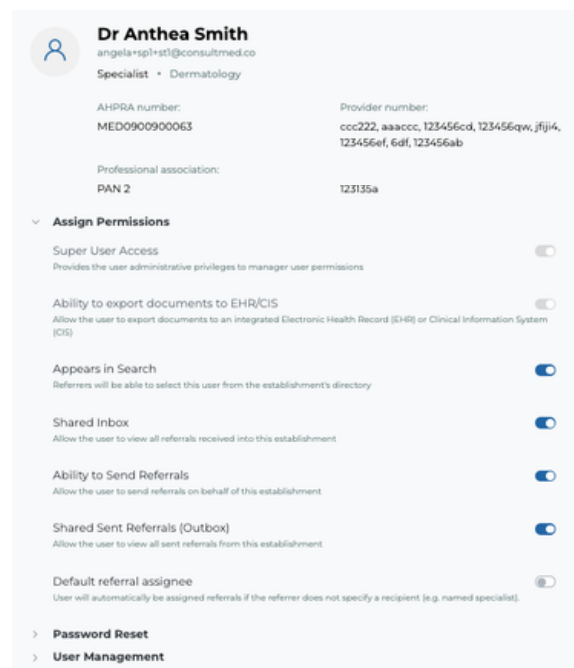 Dr Anthea Smith
angela+sp1+st1@consultmed.co
Specialist • Dermatology
AHPRA number:
MED0900900063
Provider number:
ccc222, aaaccc, 123456cd, 123456qw, jfiji4,
123456ef, 6df, 123456ab
Professional association:
PAN 2
123135a
Assign Permissions
Super User Access
Provides the user administrative privileges to manager user permissions
Ability to export documents to EHR/CIS
Allow the user to export documents to an integrated Electronic Health Record (EHR) or Clinical Information System
(CIS)
Appears in Search
Referrers will be able to select this user from the establishment's directory
Shared Inbox
Allow the user to view all referrals received into this establishment
Ability to Send Referrals
Allow the user to send referrals on behalf of this establishment
Shared Sent Referrals (Outbox)
Allow the user to view all sent referrals from this establishment
Default referral assignee
User will automatically be assigned referrals if the referrer does not specify a recipient (e.g. named specialist).
Password Reset
User Management